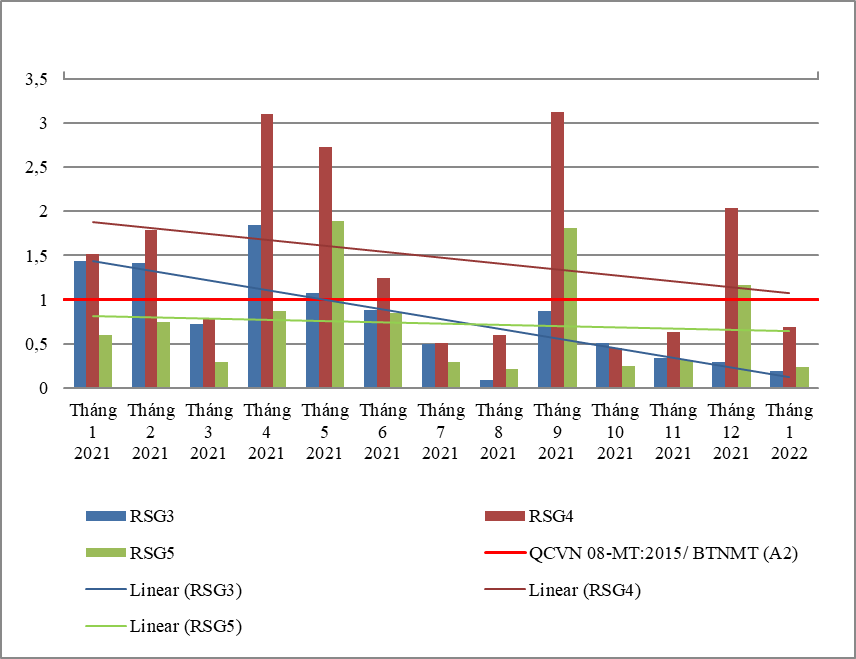 3,5
3
2,5
2
1,5
1
0,5
0
Tháng Tháng Tháng Tháng Tháng Tháng Tháng Tháng Tháng Tháng Tháng Tháng Tháng
1 2 3 4 5 6 7 8 9 10 11 12 1
2021 2021 2021 2021 2021 2021 2021 2021 2021 2021 2021 2021 2022
RSG3 RSG4
RSG5 QCVN 08-MT:2015/ BTNMT (A2)
Linear (RSG3) Linear (RSG4)
Linear (RSG5)